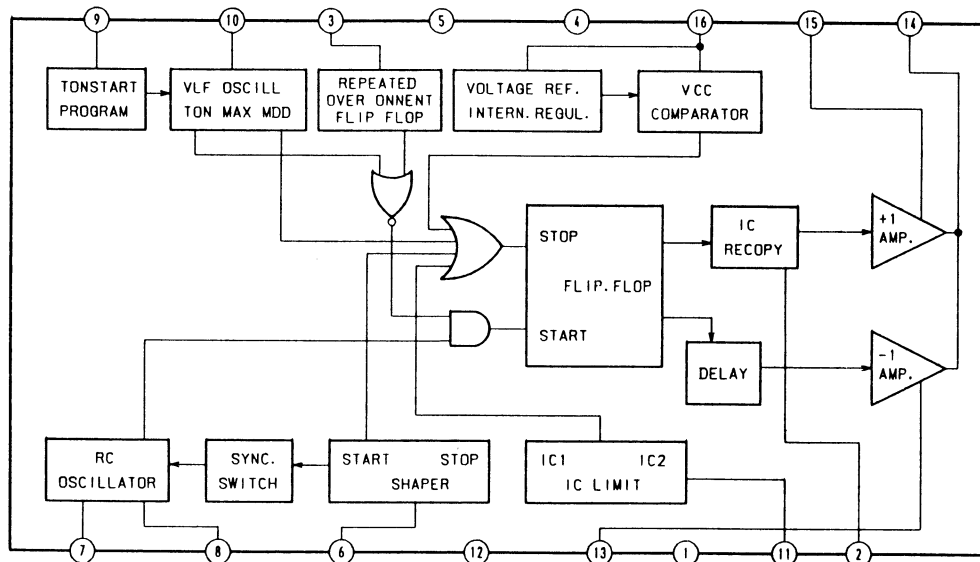 9 10 3 5 4 16 15 14
TONSTART
PROGRAM
VLF OSCILL
TON MAX MDD
REPEATED
OVER ONNENT
FLIP FLOP
VOLTAGE REF.
INTERN.REGUL.
VCC
COMPARATOR
STOP
FLIP.FLOP
START
IC
RECOPY
+1
AMP.
DELAY
-1
AMP.
RC
OSCILLATOR
SYNC.
SWITCH
START STOP
SHAPER
IC1 IC2
IC LIMIT
7 8 6 12 13 1 11 2